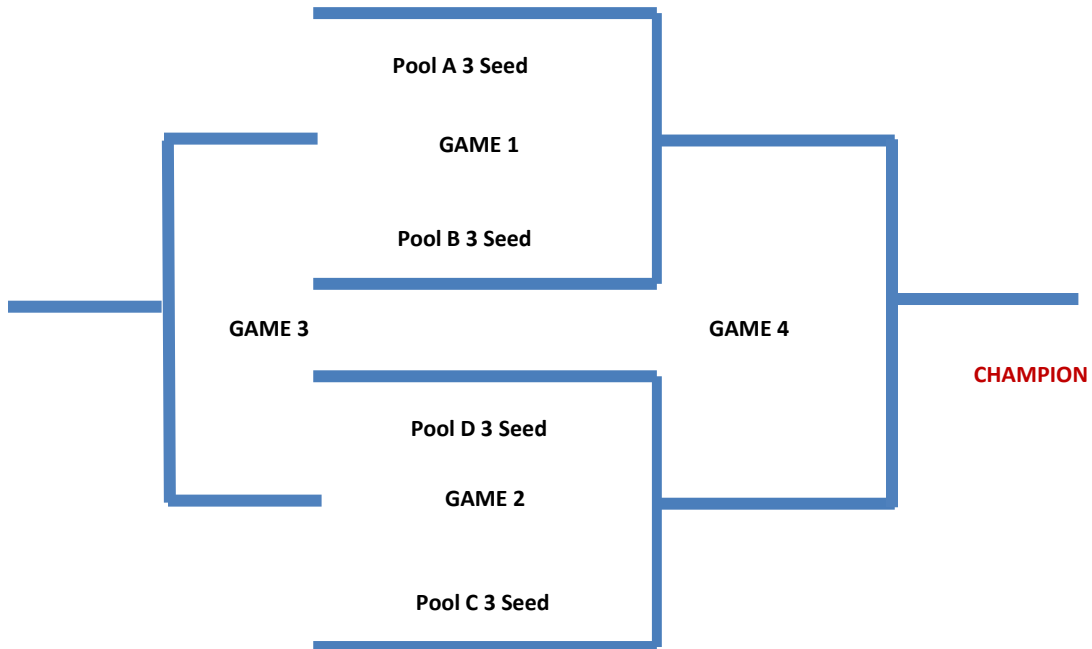 Pool A 3 Seed
GAME 1
Pool B 3 Seed
GAME 3
GAME 4
CHAMPION
Pool D 3 Seed
GAME 2
Pool C 3 Seed